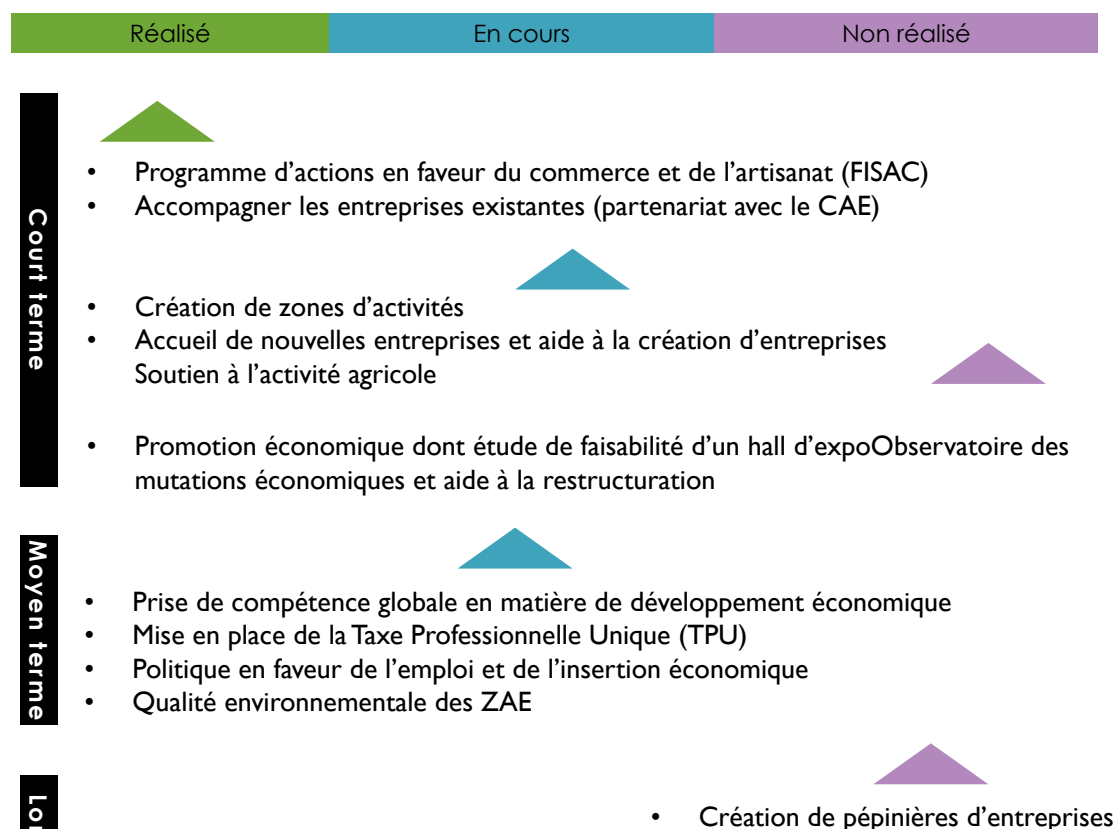 Réalisé
En cours
Non réalisé
Court terme
• Programme d’actions en faveur du commerce et de l’artisanat (FISAC)
• Accompagner les entreprises existantes (partenariat avec le CAE)
• Création de zones d’activités
• Accueil de nouvelles entreprises et aide à la création d’entreprises
Soutien à l’activité agricole
• Promotion économique dont étude de faisabilité d’un hall d’expoObservatoire des
mutations économiques et aide à la restructuration
Moyen terme
• Prise de compétence globale en matière de développement économique
• Mise en place de la Taxe Professionnelle Unique (TPU)
• Politique en faveur de l’emploi et de l’insertion économique
• Qualité environnementale des ZAE
• Création de pépinières d’entreprises